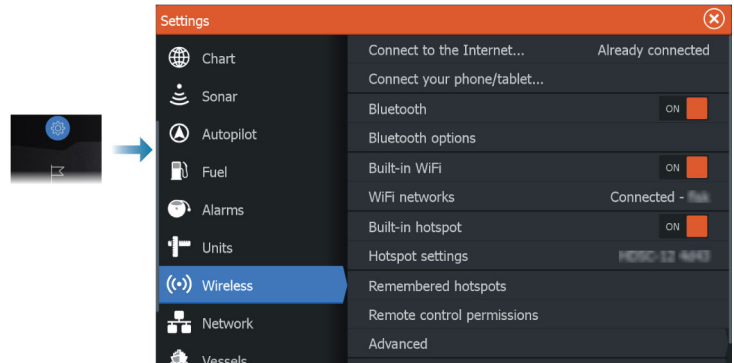 Settings
Chart
Sonar
Autopilot
Fuel
Alarms
Units
Wireless
Network
Vessels
Connect to the Internet... Already connected
Connect your phone/tablet...
Bluetooth ON
Bluetooth options
Built-in WiFi ON
WiFi networks Connected -
Built-in hotspot ON
Hotspot settings
Remembered hotspots
Remote control permissions
Advanced